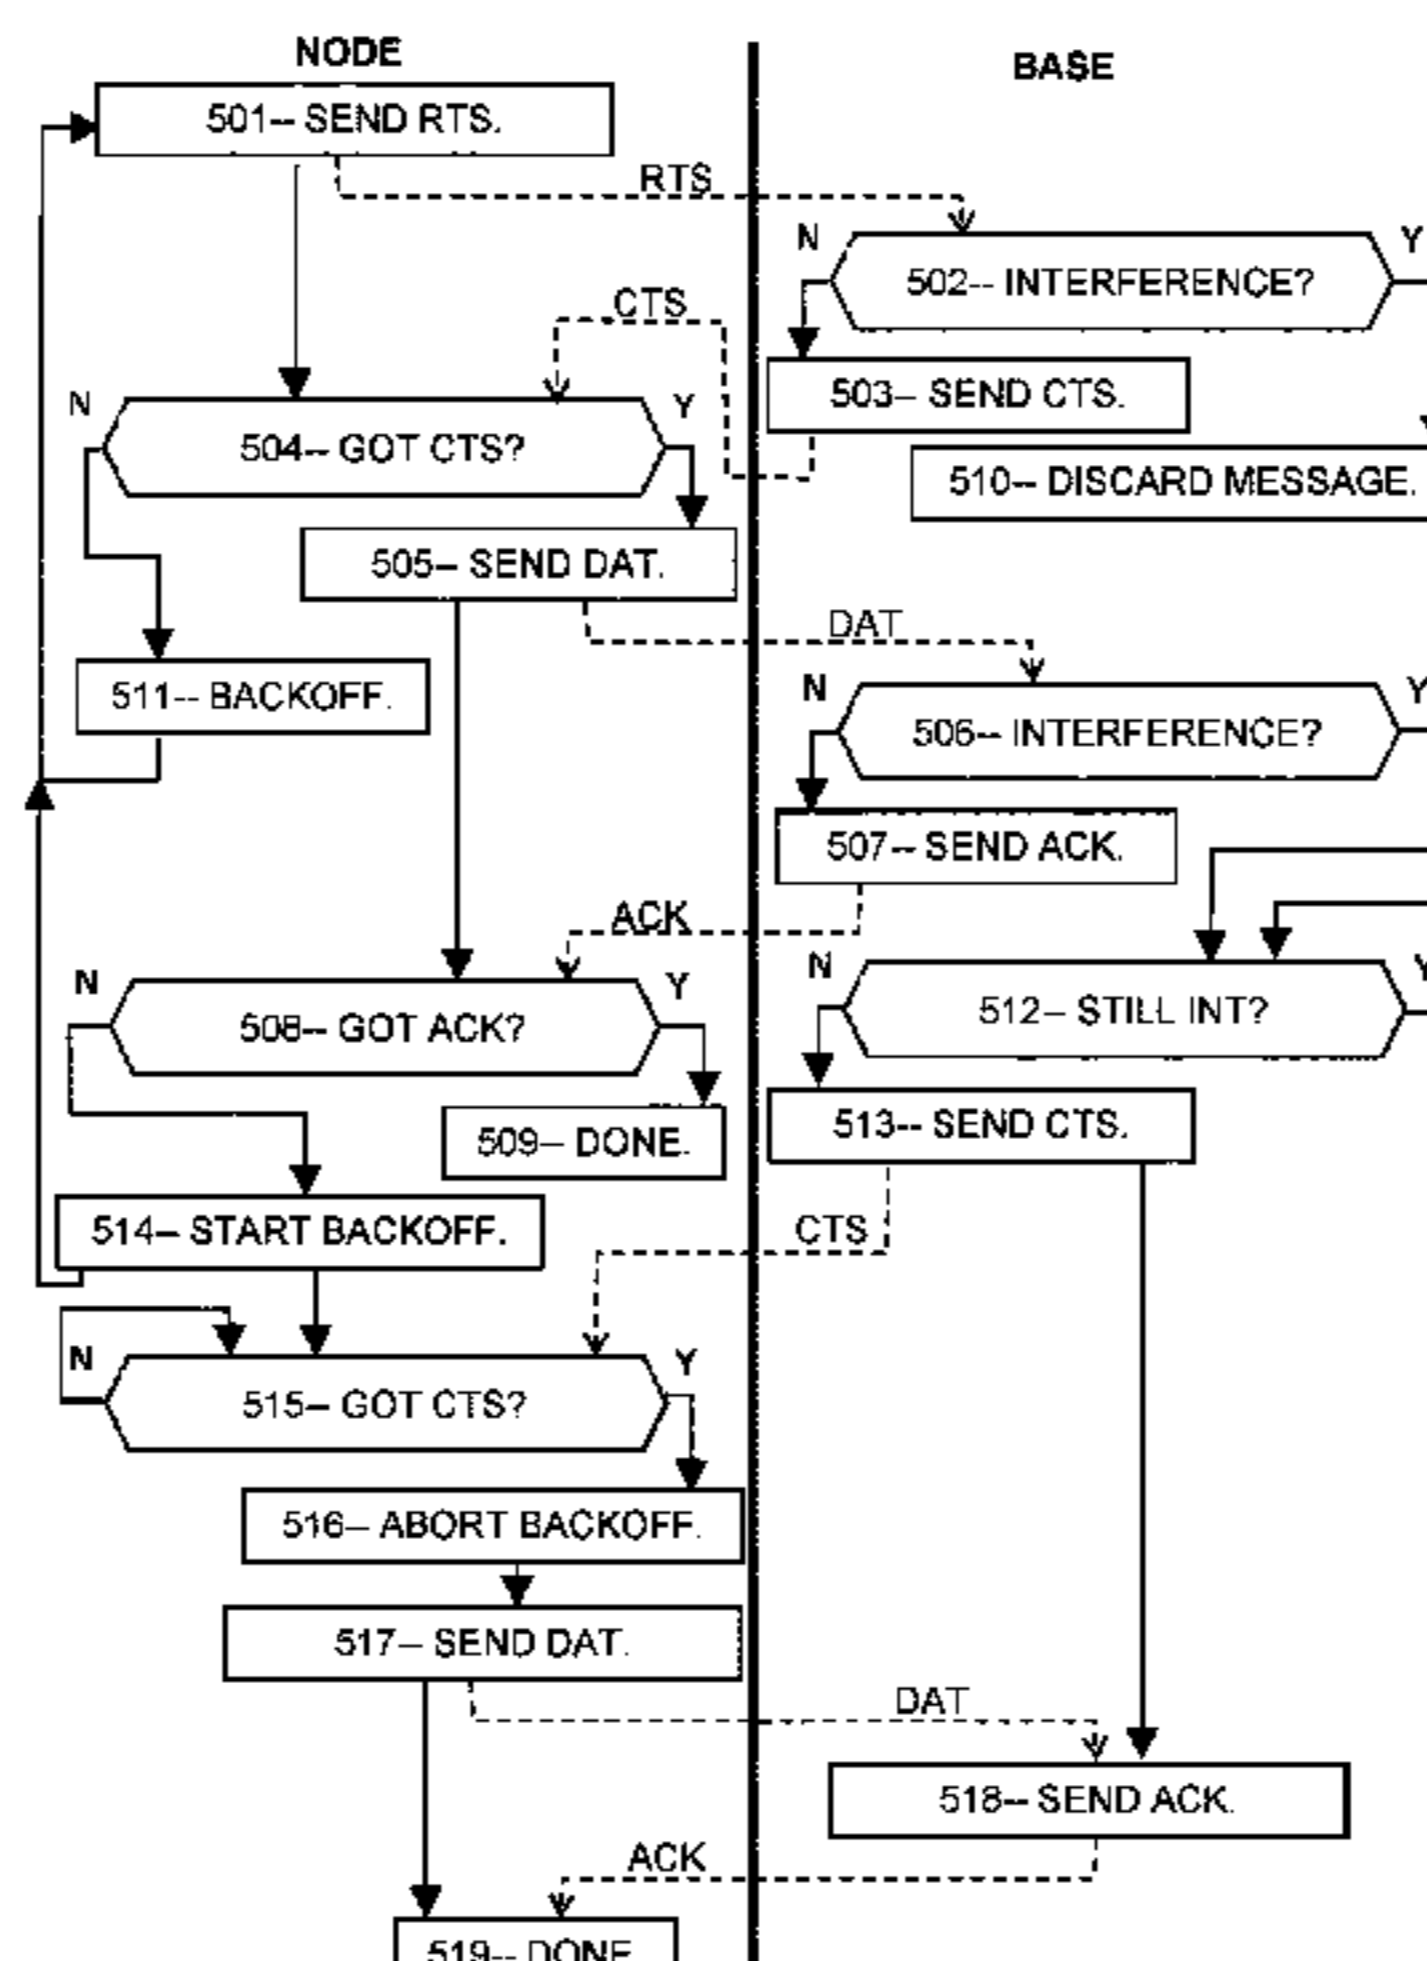 NODE
BASE
501-- SEND RTS.
RTS
N
Y
502-- INTERFERENCE?
CTS
503-- SEND CTS.
N
Y
504-- GOT CTS?
510-- DISCARD MESSAGE.
505-- SEND DAT.
DAT
N
Y
511-- BACKOFF.
506-- INTERFERENCE?
507-- SEND ACK.
ACK
N
Y
N
Y
508-- GOT ACK?
512-- STILL INT?
509-- DONE.
513-- SEND CTS.
514-- START BACKOFF.
CTS
N
Y
515-- GOT CTS?
516-- ABORT BACKOFF.
517-- SEND DAT.
DAT
518-- SEND ACK.
ACK
519-- DONE